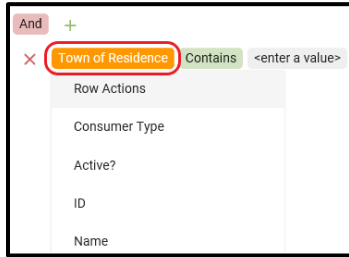 And +
× Town of Residence Contains <enter a value>
Row Actions
Consumer Type
Active?
ID
Name